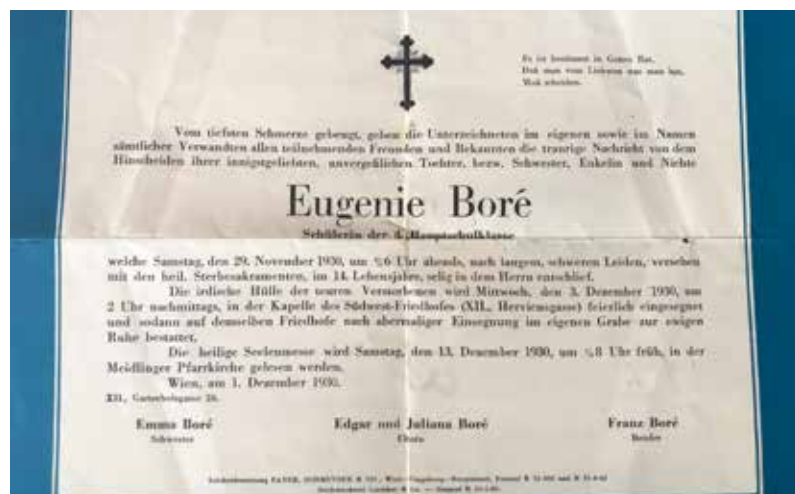 Es ist bestimmt in Gottes Rat,
Daß man vom Liebsten was man hat,
Muß scheiden.
Vom tiefsten Schmerze gebeugt, geben die Unterzeichneten im eigenen sowie im Namen
sämtlicher Verwandten allen teilnehmenden Freunden und Bekannten die traurige Nachricht von dem
Hinscheiden ihrer innigstgeliebten, unvergeßlichen Tochter, bezw. Schwester, Enkelin und Nichte
Eugenie Boré
Schülerin der Hauptschulklasse
welche Samstag, den 29. November 1930, um 6 Uhr abends, nach langem, schweren Leiden, versehen
mit den heil. Sterbesakramenten, im 14. Lebensjahre, selig in dem Herrn entschlief.
Die irdische Hülle der teuren Verstorbenen wird Mittwoch, den 3. Dezember 1930, um
2 Uhr nachmittags, in der Kapelle des Südwest-Friedhofes (XII., Hervicusgasse) feierlich eingesegnet
und sodann auf demselben Friedhofe nach abermaliger Einsegnung im eigenen Grabe zur ewigen
Ruhe bestattet.
Die heilige Seelenmesse wird Samstag, den 13. Dezember 1930, um 8 Uhr früh, in der
Meidlinger Pfarrkirche gelesen werden.
Wien, am 1. Dezember 1930.
XII.,
Emma Boré Edgar und Juliana Boré Franz Boré
Schwester Eltern Bruder